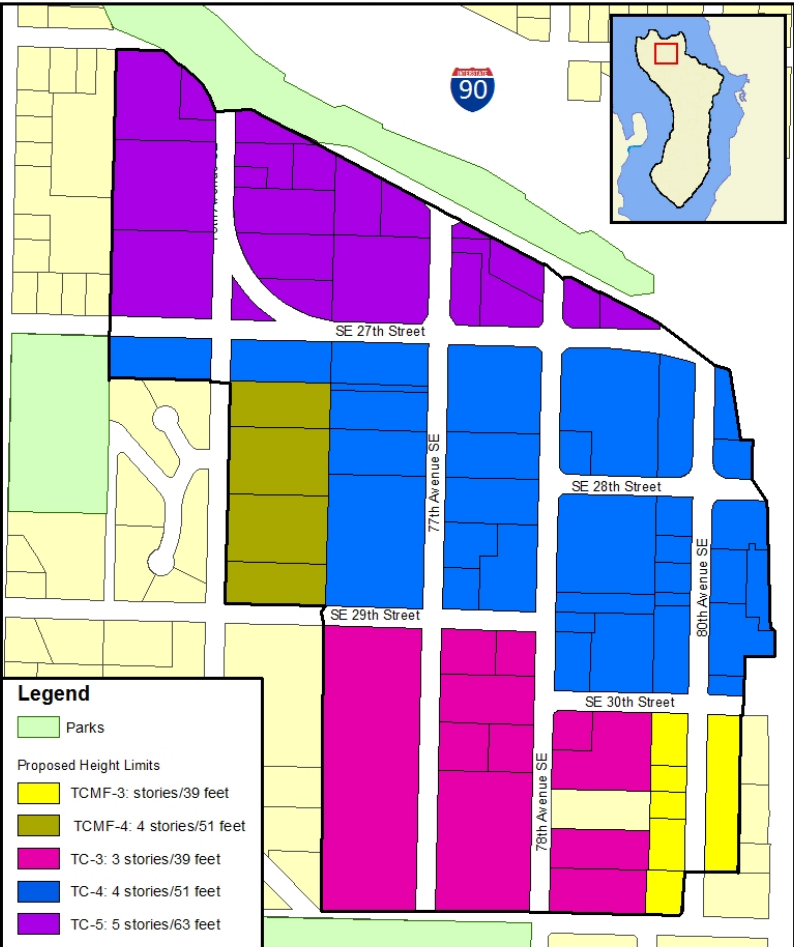 INTERSTATE
90
SE 27th Street
77th Avenue SE
SE 28th Street
80th Avenue SE
SE 29th Street
SE 30th Street
78th Avenue SE
Legend
Parks
Proposed Height Limits
TCMF-3: stories/39 feet
TCMF-4: 4 stories/51 feet
TC-3: 3 stories/39 feet
TC-4: 4 stories/51 feet
TC-5: 5 stories/63 feet